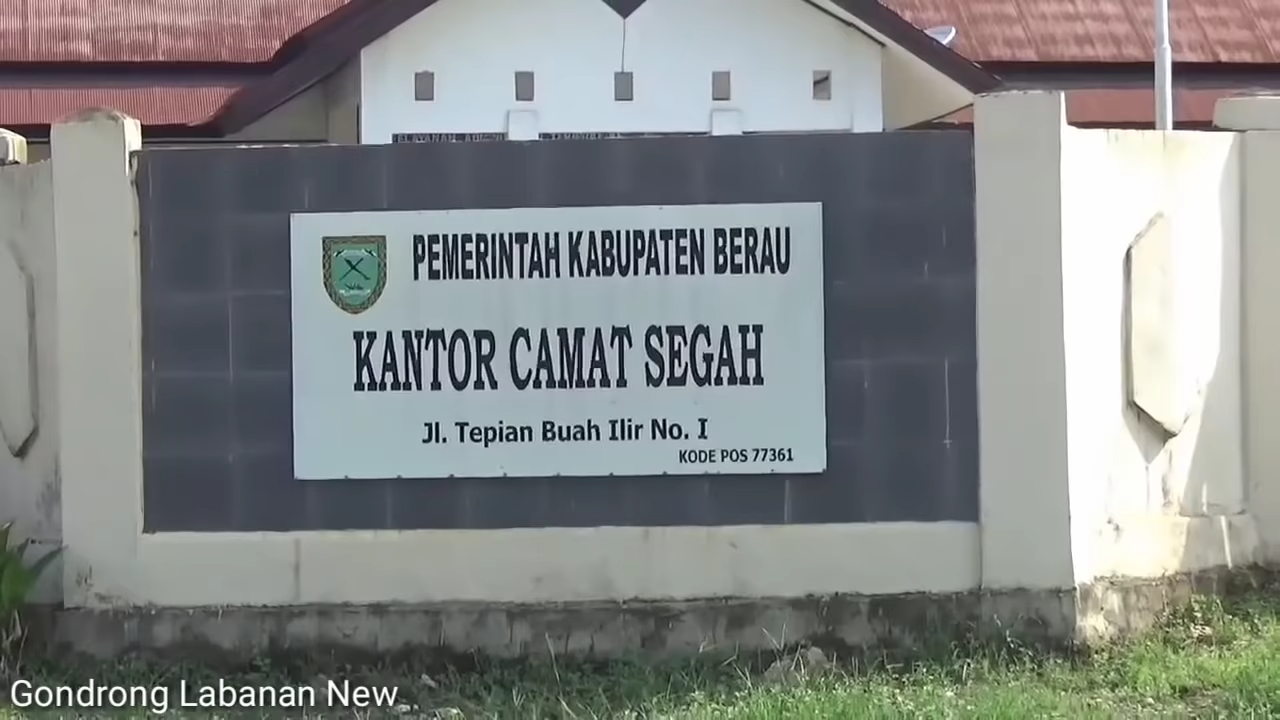 PEMERINTAH KABUPATEN BERAU
KANTOR CAMAT SEGAH
Jl. Tepian Buah Ilir No. I
KODE POS 77361
Gondrong Labanan New